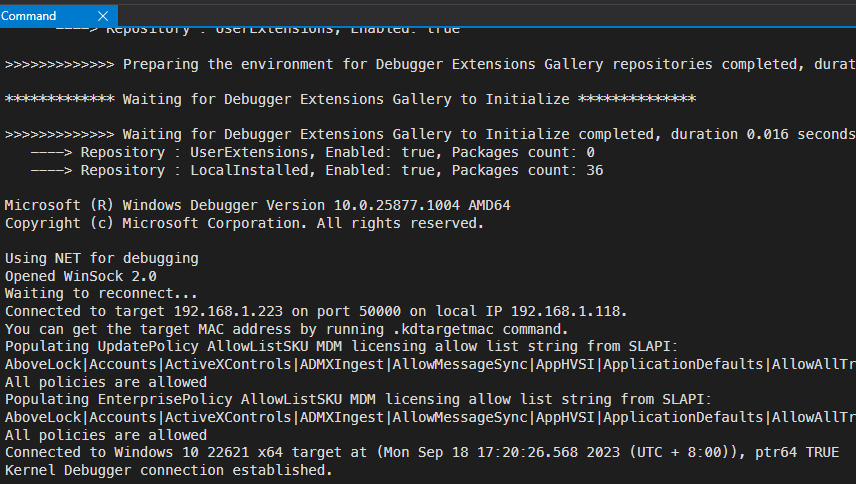 Command
----> Repository : UserExtensions, Enabled: true
>>>>>>>>>>>>> Preparing the environment for Debugger Extensions Gallery repositories completed, durat
************* Waiting for Debugger Extensions Gallery to Initialize **************
>>>>>>>>>>>>> Waiting for Debugger Extensions Gallery to Initialize completed, duration 0.016 seconds
----> Repository : UserExtensions, Enabled: true, Packages count: 0
----> Repository : LocalInstalled, Enabled: true, Packages count: 36
Microsoft (R) Windows Debugger Version 10.0.25877.1004 AMD64
Copyright (c) Microsoft Corporation. All rights reserved.
Using NET for debugging
Opened WinSock 2.0
Waiting to reconnect...
Connected to target 192.168.1.223 on port 50000 on local IP 192.168.1.118.
You can get the target MAC address by running .kdtargetmac command.
Populating UpdatePolicy AllowListSKU MDM licensing allow list string from SLAPI:
AboveLock|Accounts|ActiveXControls|ADMXIngest|AllowMessageSync|AppHVSI|ApplicationDefaults|AllowAllTr
All policies are allowed
Populating EnterprisePolicy AllowListSKU MDM licensing allow list string from SLAPI:
AboveLock|Accounts|ActiveXControls|ADMXIngest|AllowMessageSync|AppHVSI|ApplicationDefaults|AllowAllTr
All policies are allowed
Connected to Windows 10 22621 x64 target at (Mon Sep 18 17:20:26.568 2023 (UTC + 8:00)), ptr64 TRUE
Kernel Debugger connection established.